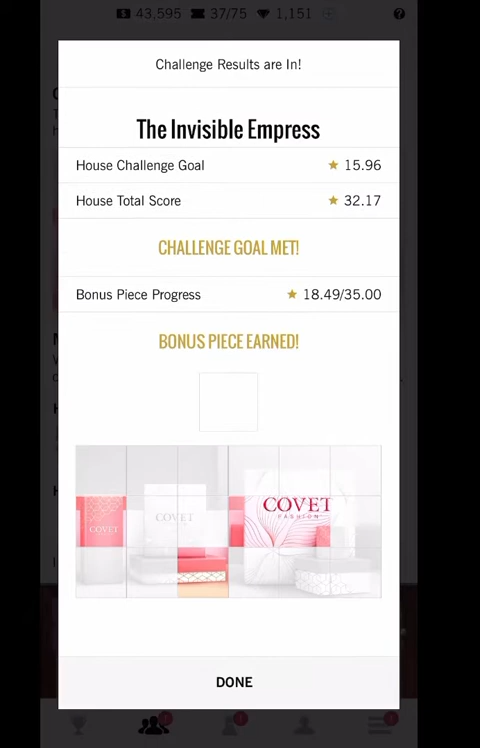 43,595 37/75 1,151 ?
Challenge Results are In!
The Invisible Empress
House Challenge Goal ★ 15.96
House Total Score ★ 32.17
CHALLENGE GOAL MET!
Bonus Piece Progress ★ 18.49/35.00
BONUS PIECE EARNED!
COVET
COVET
COVET
FASHION
DONE